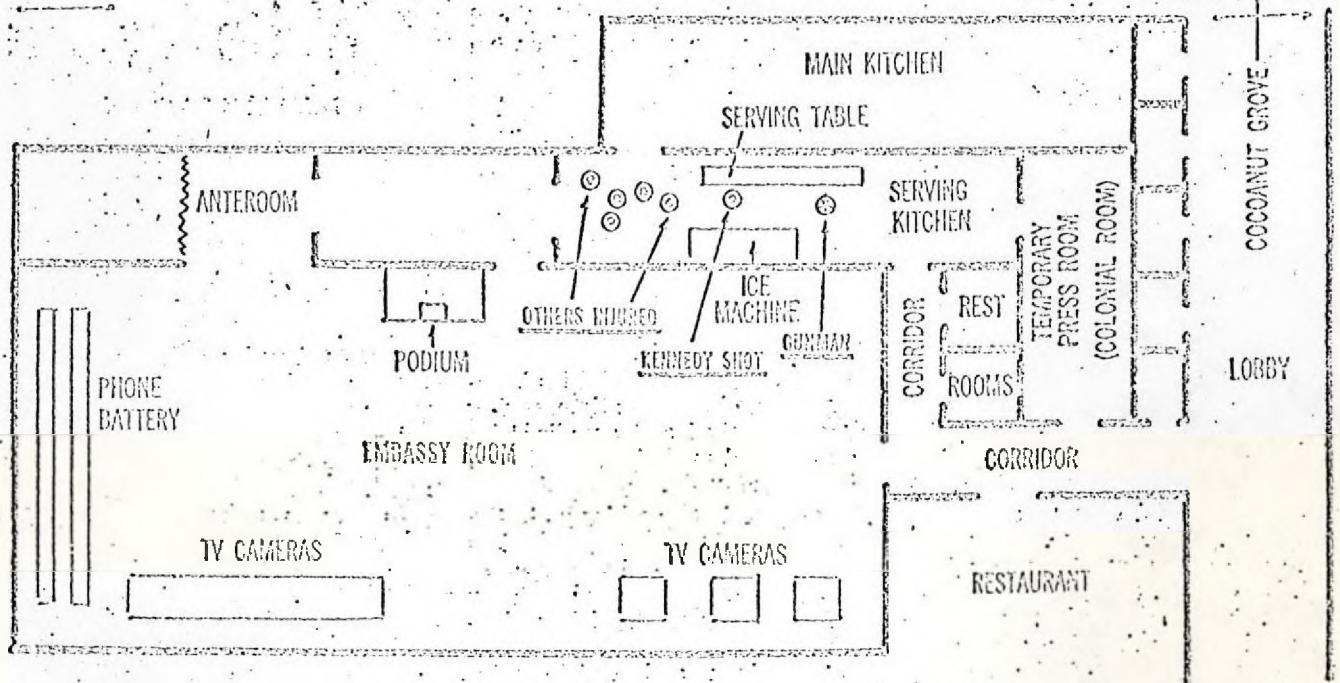 MAIN KITCHEN
SERVING TABLE
COCOANUT GROVE
ANTEROOM
SERVING
KITCHEN
TEMPORARY
PRESS ROOM
(COLONIAL ROOM)
ICE
MACHINE
OTHERS INJURED
KENNEDY SHOT
GUNMAN
PODIUM
CORRIDOR
REST
ROOMS
LOBBY
PHONE
BATTERY
EMBASSY ROOM
CORRIDOR
TV CAMERAS
TV CAMERAS
RESTAURANT